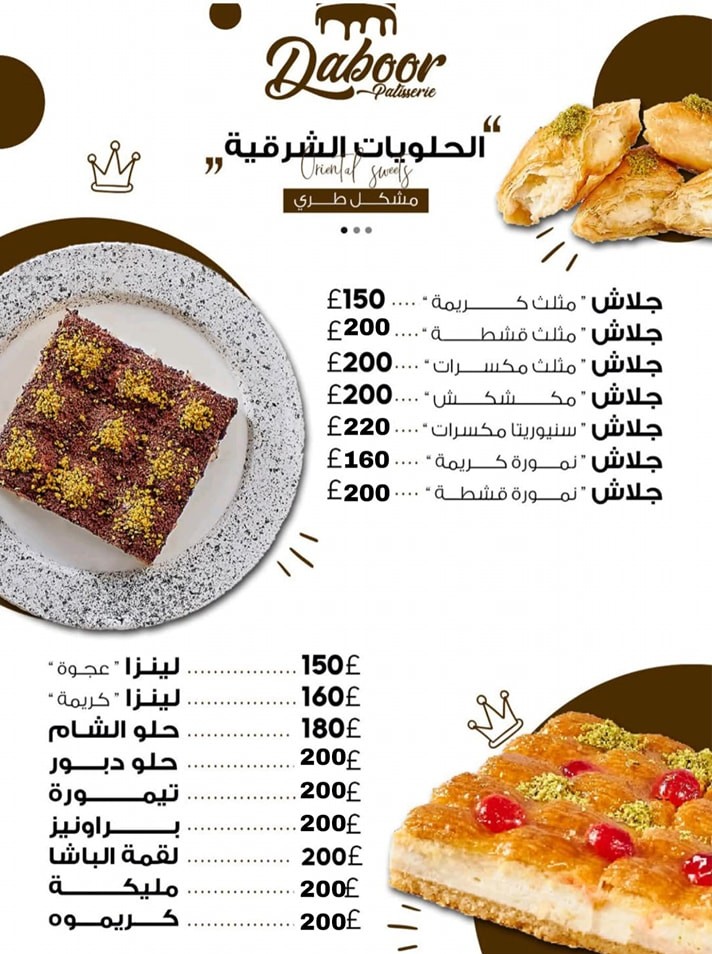 Daboor
Patisserie
"الحلويات الشرقية"
Oriental sweets
مشكل طري
جلاش "مثلث كريمة" .... £150
جلاش "مثلث قشطة" .... £200
جلاش "مثلث مكسرات" .... £200
جلاش "مكشكش" .... £200
جلاش "سنيوريتا مكسرات" .... £220
جلاش "نمورة كريمة" .... £160
جلاش "نمورة قشطة" .... £200
لينزا "عجوة" .................. 150£
لينزا "كريمة" .................. 160£
حلو الشام .................. 180£
حلو دبور .................. 200£
تيمورة .................. 200£
براونيز .................. 200£
لقمة الباشا .................. 200£
مليكة .................. 200£
كريموه .................. 200£